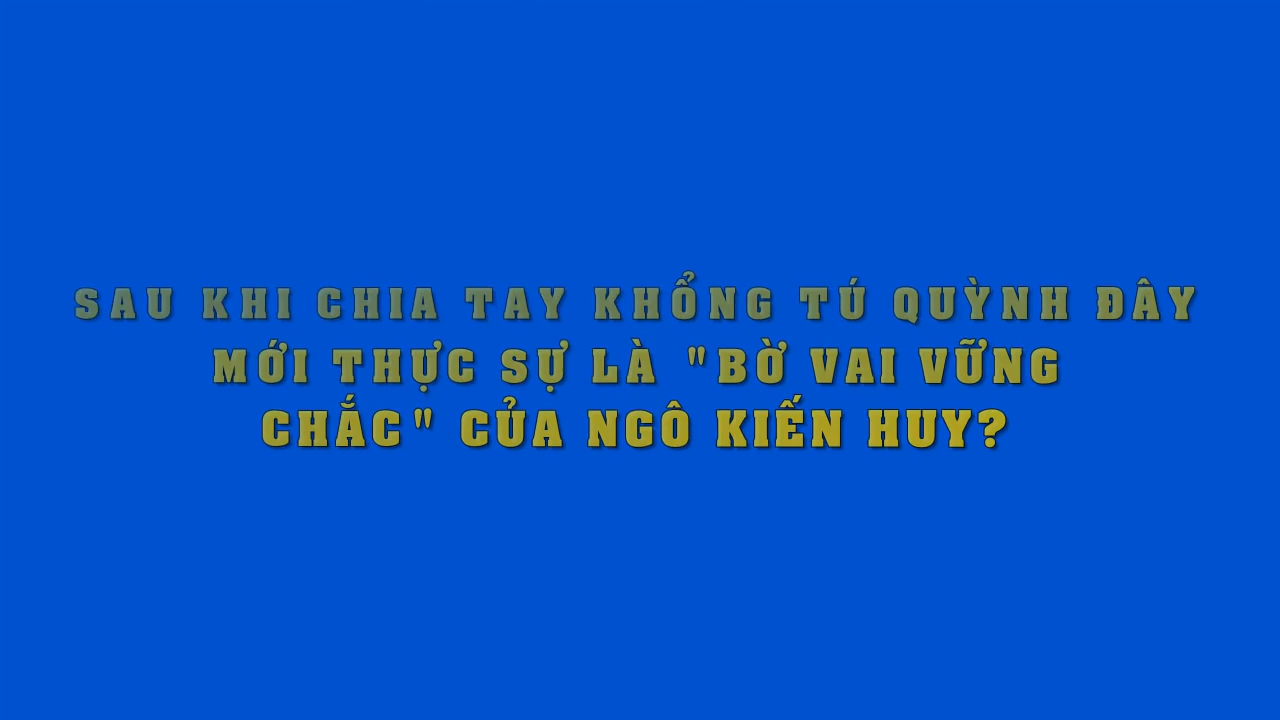 SAU KHI CHIA TAY KHỔNG TÚ QUỲNH ĐÂY
MỚI THỰC SỰ LÀ "BỜ VAI VỮNG
CHẮC" CỦA NGÔ KIẾN HUY?